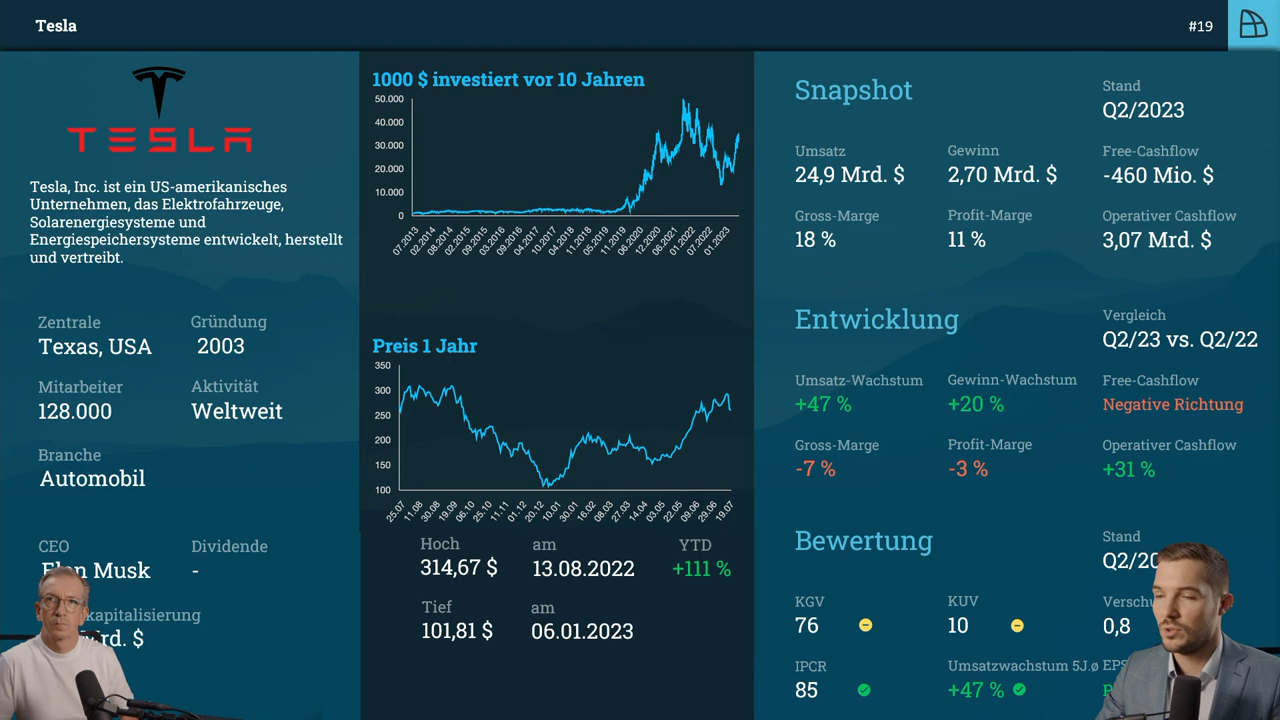 Tesla
#19
TESLA
Tesla, Inc. ist ein US-amerikanisches
Unternehmen, das Elektrofahrzeuge,
Solarenergiesysteme und
Energiespeichersysteme entwickelt, herstellt
und vertreibt.
Zentrale
Gründung
Texas, USA
2003
Mitarbeiter
Aktivität
128.000
Weltweit
Branche
Automobil
CEO
Dividende
Elon Musk
-
kapitalisierung
rd. $
1000 $ investiert vor 10 Jahren
50.000
40.000
30.000
20.000
10.000
0
07.2013
02.2014
08.2014
02.2015
09.2015
03.2016
09.2016
04.2017
10.2017
04.2018
11.2018
05.2019
11.2019
06.2020
12.2020
06.2021
01.2022
07.2022
01.2023
Preis 1 Jahr
350
300
250
200
150
100
25.07
11.08
30.08
19.09
06.10
25.10
11.11
01.12
20.12
10.01
30.01
16.02
08.03
27.03
14.04
03.05
22.05
09.06
29.06
19.07
Hoch
am
YTD
314,67 $
13.08.2022
+111 %
Tief
am
101,81 $
06.01.2023
Snapshot
Stand
Q2/2023
Umsatz
Gewinn
Free-Cashflow
24,9 Mrd. $
2,70 Mrd. $
-460 Mio. $
Gross-Marge
Profit-Marge
Operativer Cashflow
18 %
11 %
3,07 Mrd. $
Entwicklung
Vergleich
Q2/23 vs. Q2/22
Umsatz-Wachstum
Gewinn-Wachstum
Free-Cashflow
+47 %
+20 %
Negative Richtung
Gross-Marge
Profit-Marge
Operativer Cashflow
-7 %
-3 %
+31 %
Bewertung
Stand
Q2/20
KGV
KUV
Verschu
76
10
0,8
IPCR
Umsatzwachstum 5J.ø
EPS
85
+47 %